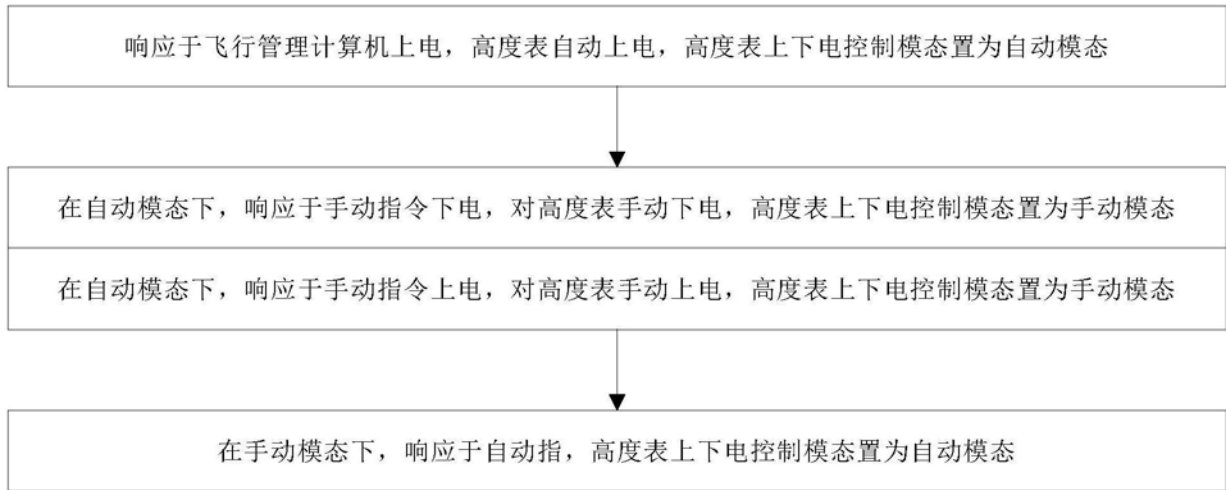 响应于飞行管理计算机上电，高度表自动上电，高度表上下电控制模态置为自动模态
在自动模态下，响应于手动指令下电，对高度表手动下电，高度表上下电控制模态置为手动模态
在自动模态下，响应于手动指令上电，对高度表手动上电，高度表上下电控制模态置为手动模态
在手动模态下，响应于自动指，高度表上下电控制模态置为自动模态